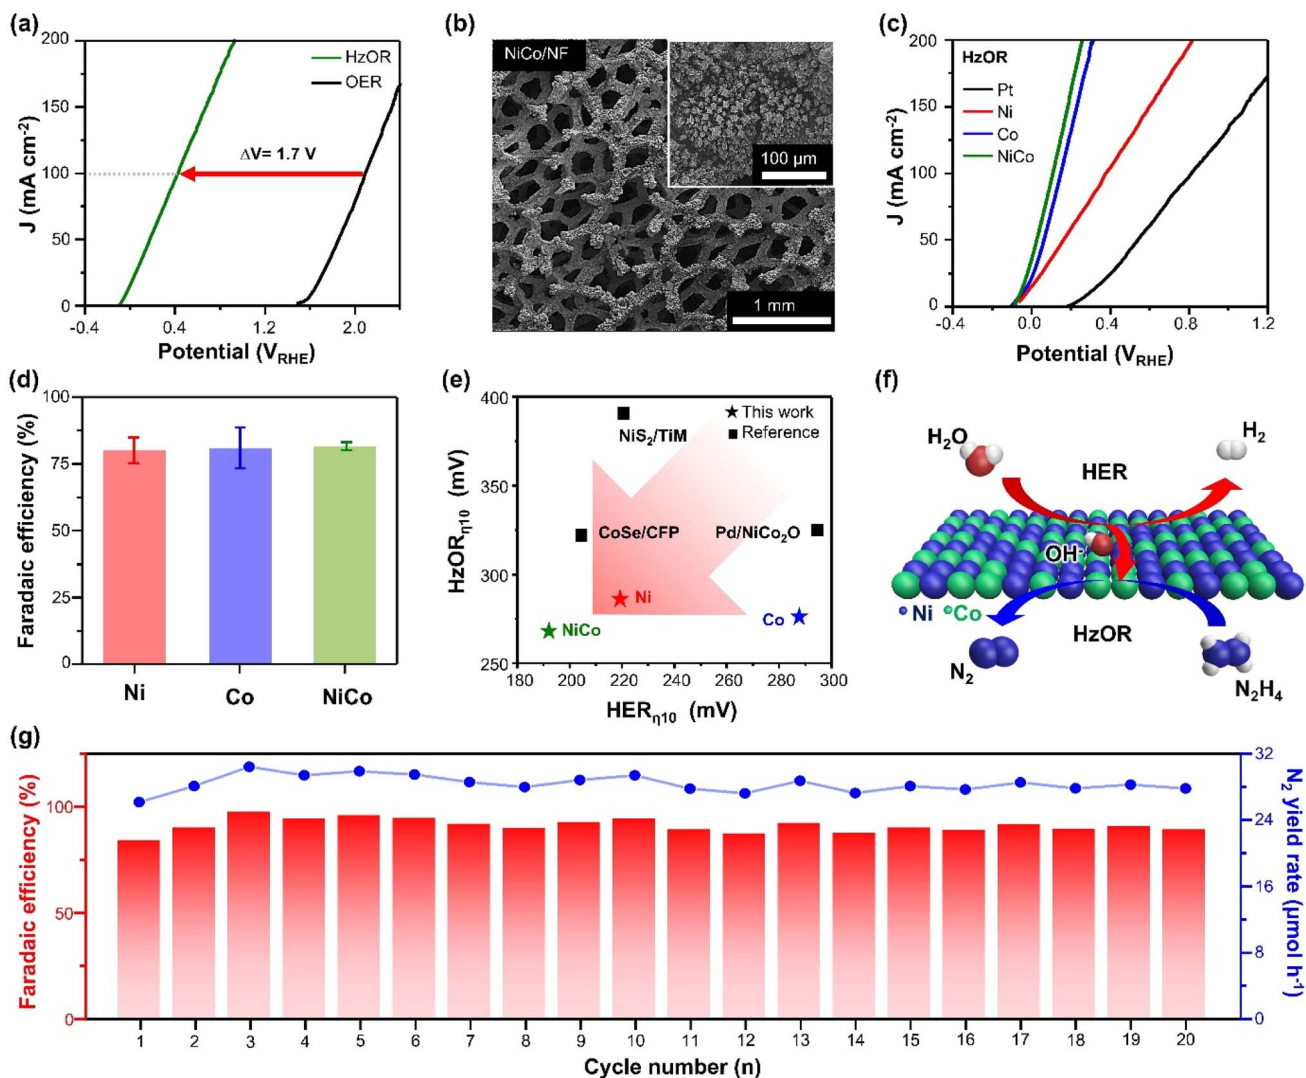 (a)
200
150
100
50
0
J (mA cm⁻²)
HzOR
OER
ΔV= 1.7 V
-0.4 0.4 1.2 2.0
Potential (V_RHE)
(b)
NiCo/NF
100 µm
1 mm
(c)
200
150
100
50
0
J (mA cm⁻²)
HzOR
Pt
Ni
Co
NiCo
-0.4 0.0 0.4 0.8 1.2
Potential (V_RHE)
(d)
100
75
50
25
0
Faradaic efficiency (%)
Ni Co NiCo
(e)
400
350
300
250
HzOR_η10 (mV)
This work
Reference
NiS₂/TiM
CoSe/CFP
Pd/NiCo₂O
Ni
NiCo
Co
180 200 220 240 260 280 300
HER_η10 (mV)
(f)
H₂O
H₂
HER
OH⁻
Ni Co
HzOR
N₂
N₂H₄
(g)
100
50
0
Faradaic efficiency (%)
32
24
16
8
0
N₂ yield rate (µmol h⁻¹)
1 2 3 4 5 6 7 8 9 10 11 12 13 14 15 16 17 18 19 20
Cycle number (n)